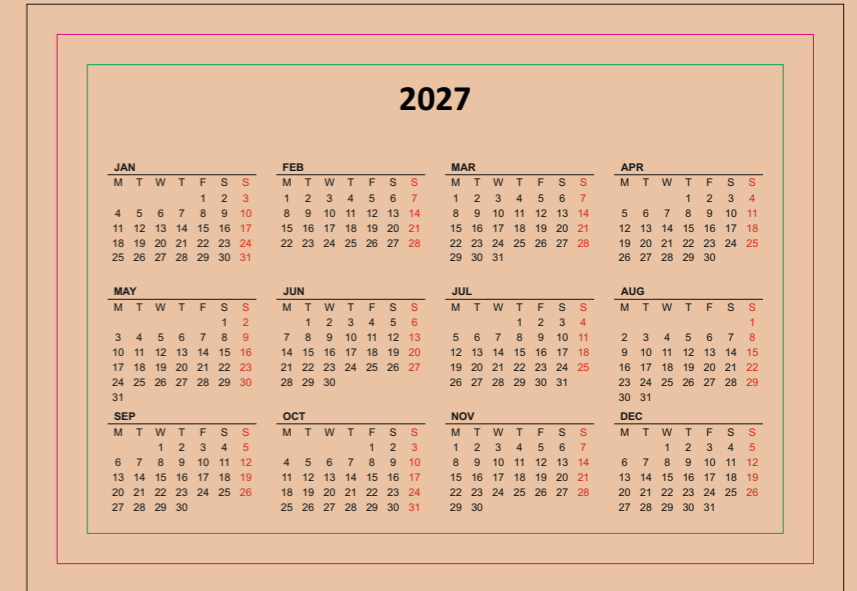 2027
JAN FEB MAR APR
M T W T F S S M T W T F S S M T W T F S S M T W T F S S
1 2 3 1 2 3 4 5 6 7 1 2 3 4 5 6 7 1 2 3 4
4 5 6 7 8 9 10 8 9 10 11 12 13 14 8 9 10 11 12 13 14 5 6 7 8 9 10 11
11 12 13 14 15 16 17 15 16 17 18 19 20 21 15 16 17 18 19 20 21 12 13 14 15 16 17 18
18 19 20 21 22 23 24 22 23 24 25 26 27 28 22 23 24 25 26 27 28 19 20 21 22 23 24 25
25 26 27 28 29 30 31 29 30 31 26 27 28 29 30
MAY JUN JUL AUG
M T W T F S S M T W T F S S M T W T F S S M T W T F S S
1 2 1 2 3 4 5 6 1 2 3 4 1
3 4 5 6 7 8 9 7 8 9 10 11 12 13 5 6 7 8 9 10 11 2 3 4 5 6 7 8
10 11 12 13 14 15 16 14 15 16 17 18 19 20 12 13 14 15 16 17 18 9 10 11 12 13 14 15
17 18 19 20 21 22 23 21 22 23 24 25 26 27 19 20 21 22 23 24 25 16 17 18 19 20 21 22
24 25 26 27 28 29 30 28 29 30 26 27 28 29 30 31 23 24 25 26 27 28 29
31 30 31
SEP OCT NOV DEC
M T W T F S S M T W T F S S M T W T F S S M T W T F S S
1 2 3 4 5 1 2 3 1 2 3 4 5 6 7 1 2 3 4 5
6 7 8 9 10 11 12 4 5 6 7 8 9 10 8 9 10 11 12 13 14 6 7 8 9 10 11 12
13 14 15 16 17 18 19 11 12 13 14 15 16 17 15 16 17 18 19 20 21 13 14 15 16 17 18 19
20 21 22 23 24 25 26 18 19 20 21 22 23 24 22 23 24 25 26 27 28 20 21 22 23 24 25 26
27 28 29 30 25 26 27 28 29 30 31 29 30 27 28 29 30 31